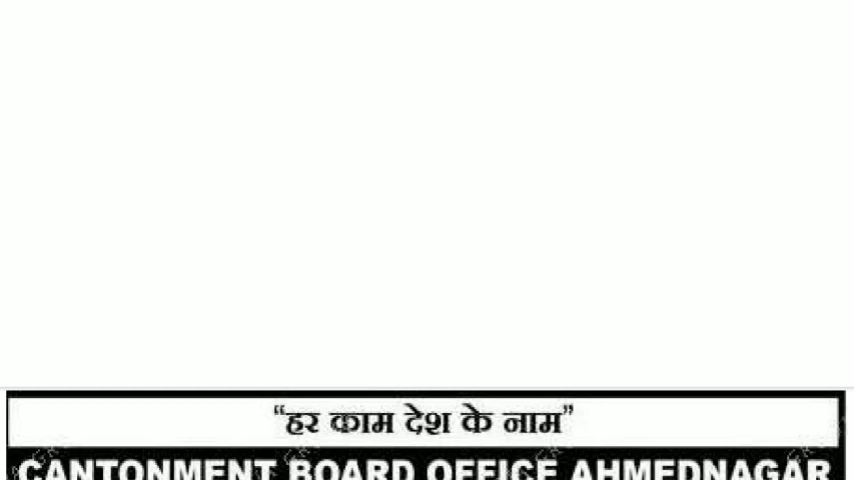 “हर काम देश के नाम”
CANTONMENT BOARD OFFICE AHMEDNAGAR